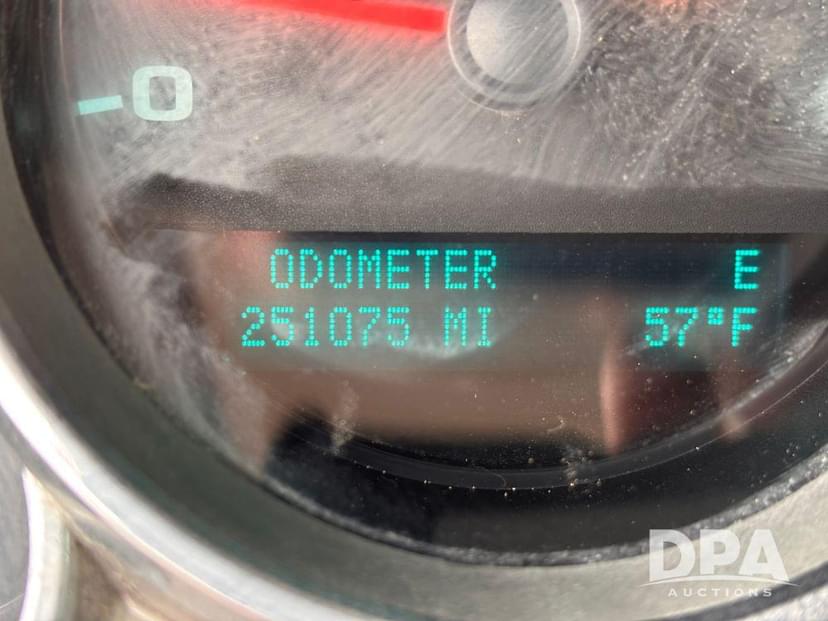 0
ODOMETER E
251075 MI 57°F
DPA
AUCTIONS